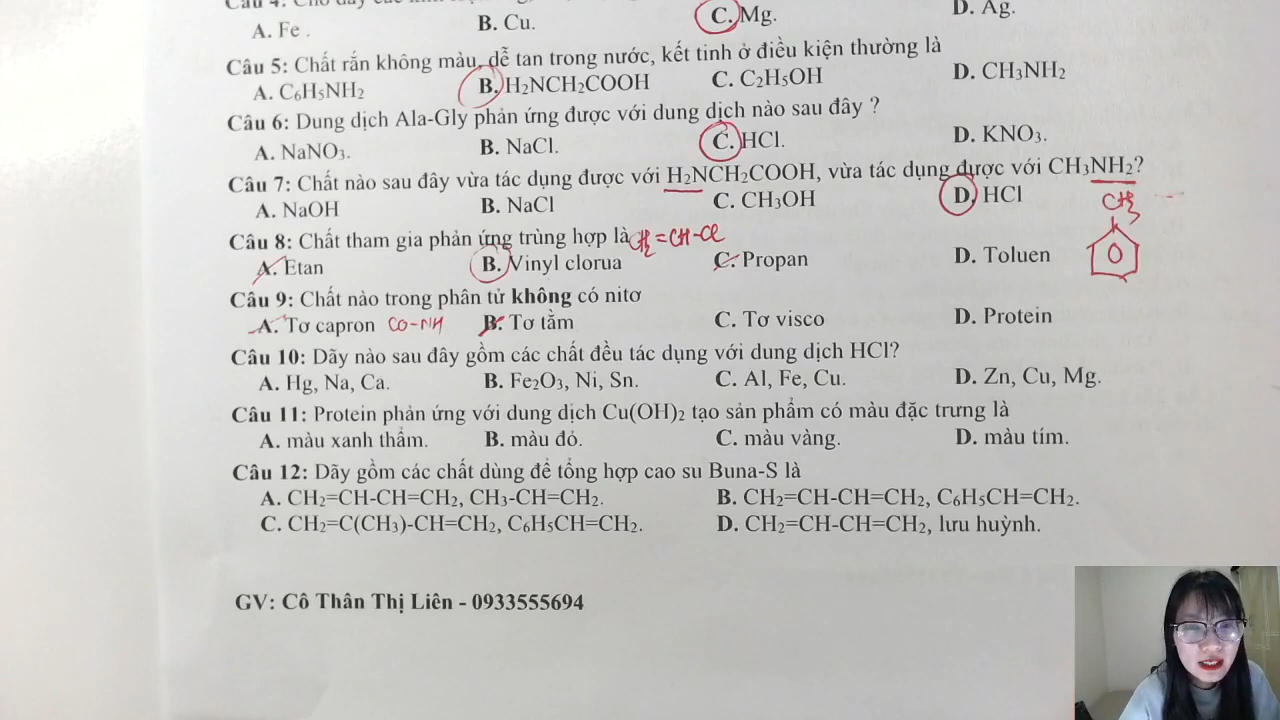 A. Fe . B. Cu. C. Mg. D. Ag.
Câu 5: Chất rắn không màu, dễ tan trong nước, kết tinh ở điều kiện thường là
A. C₆H₅NH₂ B. H₂NCH₂COOH C. C₂H₅OH D. CH₃NH₂
Câu 6: Dung dịch Ala-Gly phản ứng được với dung dịch nào sau đây ?
A. NaNO₃. B. NaCl. C. HCl. D. KNO₃.
Câu 7: Chất nào sau đây vừa tác dụng được với H₂NCH₂COOH, vừa tác dụng được với CH₃NH₂?
A. NaOH B. NaCl C. CH₃OH D. HCl
CH₃
Câu 8: Chất tham gia phản ứng trùng hợp là CH₂=CH-Cl
A. Etan B. Vinyl clorua C. Propan D. Toluen
Câu 9: Chất nào trong phân tử không có nitơ
A. Tơ capron CO-NH B. Tơ tằm C. Tơ visco D. Protein
Câu 10: Dãy nào sau đây gồm các chất đều tác dụng với dung dịch HCl?
A. Hg, Na, Ca. B. Fe₂O₃, Ni, Sn. C. Al, Fe, Cu. D. Zn, Cu, Mg.
Câu 11: Protein phản ứng với dung dịch Cu(OH)₂ tạo sản phẩm có màu đặc trưng là
A. màu xanh thẫm. B. màu đỏ. C. màu vàng. D. màu tím.
Câu 12: Dãy gồm các chất dùng để tổng hợp cao su Buna-S là
A. CH₂=CH-CH=CH₂, CH₃-CH=CH₂. B. CH₂=CH-CH=CH₂, C₆H₅CH=CH₂.
C. CH₂=C(CH₃)-CH=CH₂, C₆H₅CH=CH₂. D. CH₂=CH-CH=CH₂, lưu huỳnh.
GV: Cô Thân Thị Liên - 0933555694